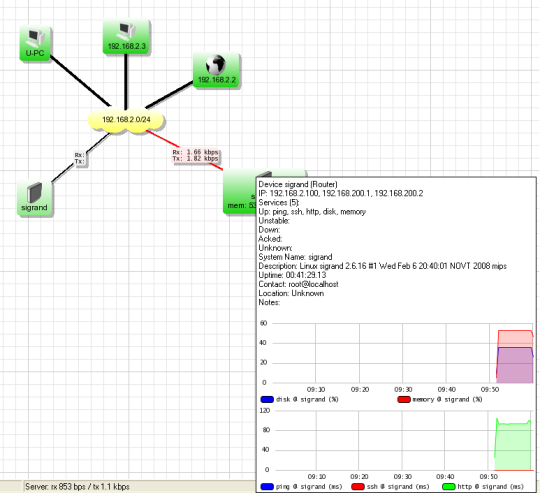 U-PC
192.168.2.3
192.168.2.2
192.168.2.0/24
Rx:
Tx:
Rx: 1.66 kbps
Tx: 1.82 kbps
sigrand
mem: 53
Device sigrand (Router)
IP: 192.168.2.100, 192.168.200.1, 192.168.200.2
Services (5):
Up: ping, ssh, http, disk, memory
Unstable:
Down:
Acked:
Unknown:
System Name: sigrand
Description: Linux sigrand 2.6.16 #1 Wed Feb 6 20:40:01 NOVT 2008 mips
Uptime: 00:41:29.13
Contact: root@localhost
Location: Unknown
Notes:
60
40
20
0
09:10 09:20 09:30 09:40 09:50
disk @ sigrand (%) memory @ sigrand (%)
120
80
40
0
09:10 09:20 09:30 09:40 09:50
ping @ sigrand (ms) ssh @ sigrand (ms) http @ sigrand (ms)
Server: rx 853 bps / tx 1.1 kbps